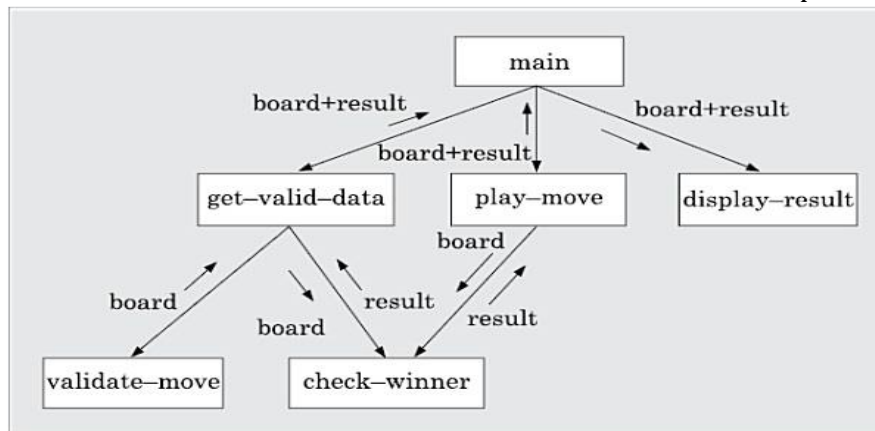 main
board+result
board+result
board+result
get–valid–data
play–move
display–result
board
board
board
result
result
validate–move
check–winner